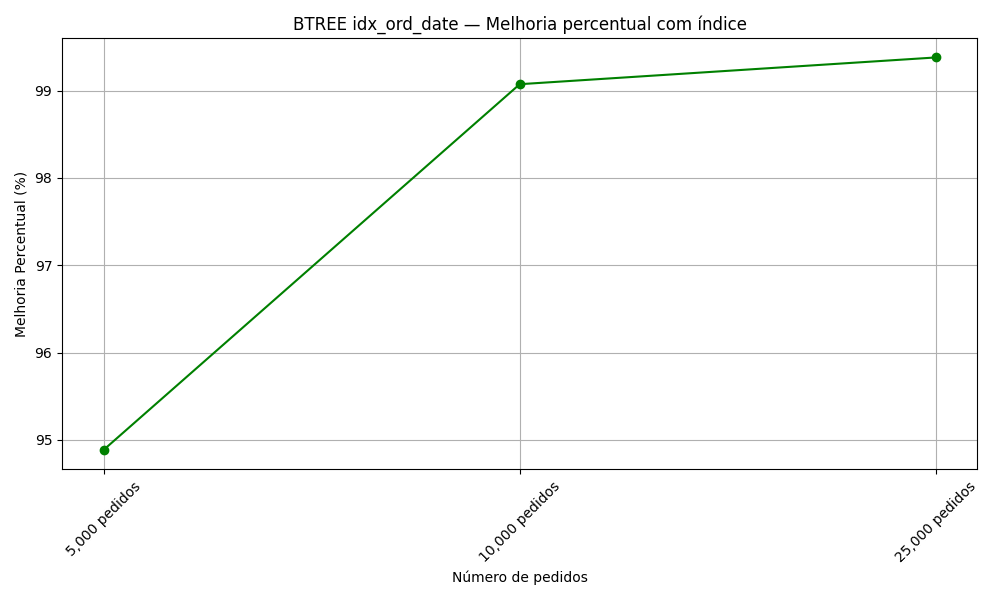 BTREE idx_ord_date — Melhoria percentual com índice
Melhoria Percentual (%)
99
98
97
96
95
5,000 pedidos
10,000 pedidos
25,000 pedidos
Número de pedidos